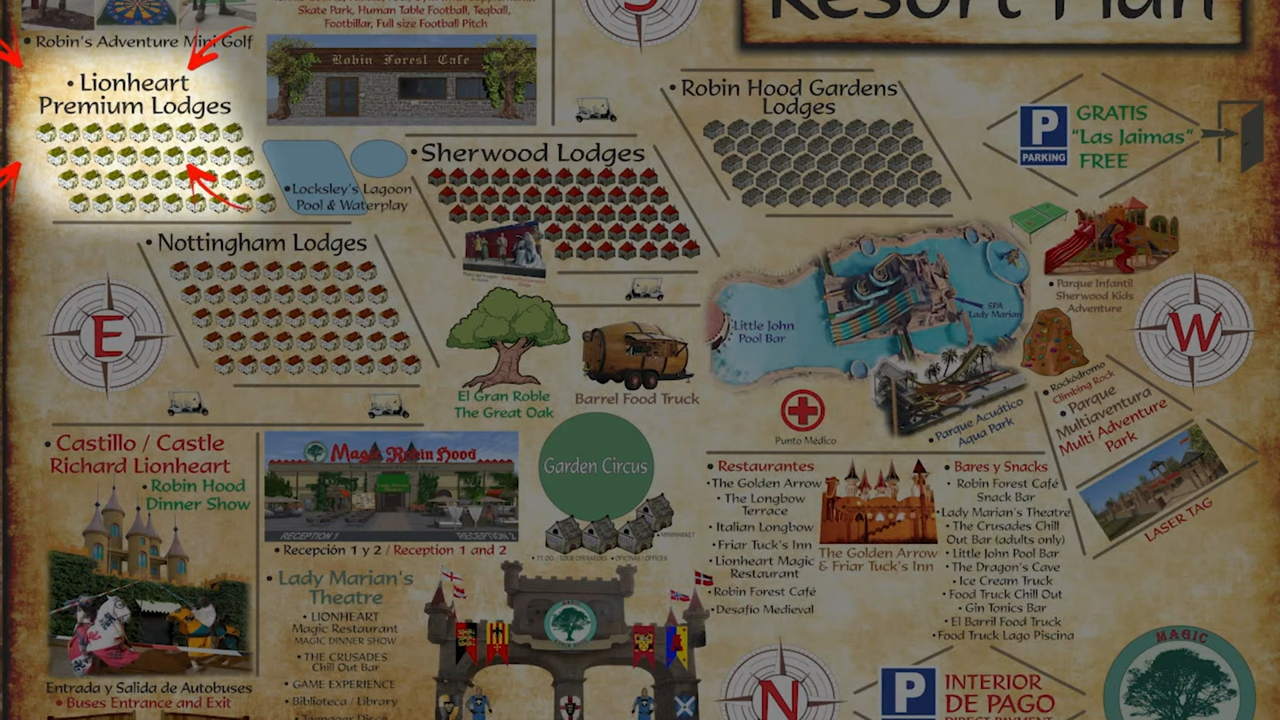 Skate Park, Human Table Football, Teqball,
Footbillar, Full size Football Pitch
Resort Plan
• Robin's Adventure Mini Golf
• Lionheart
Premium Lodges
Robin Forest Cafe
• Robin Hood Gardens
Lodges
P
PARKING
GRATIS
"Las Jaimas"
FREE
• Sherwood Lodges
• Locksley's Lagoon
Pool & Waterplay
• Nottingham Lodges
E
Little John
Pool Bar
SPA
Lady Marian
• Parque Infantil
Sherwood Kids
Adventure
W
El Gran Roble
The Great Oak
Barrel Food Truck
Punto Médico
• Parque Acuático
Aqua Park
• Rockódromo
Climbing Rock
• Parque
Multiaventura
Multi Adventure
Park
LASER TAG
• Castillo / Castle
Richard Lionheart
• Robin Hood
Dinner Show
Magic Robin Hood
RECEPTION 1
RECEPTION 2
• Recepción 1 y 2 / Reception 1 and 2
Garden Circus
• MINIMARKET
• Restaurantes
• The Golden Arrow
• The Longbow
Terrace
• Italian Longbow
• Friar Tuck's Inn
• Lionheart Magic
Restaurant
• Robin Forest Café
• Desafío Medieval
The Golden Arrow
& Friar Tuck's Inn
• Bares y Snacks
• Robin Forest Café
Snack Bar
• Lady Marian's Theatre
• The Crusades Chill
Out Bar (adults only)
• Little John Pool Bar
• The Dragon's Cave
• Ice Cream Truck
• Food Truck Chill Out
• Gin Tonics Bar
• El Barril Food Truck
• Food Truck Lago Piscina
• Lady Marian's
Theatre
• LIONHEART
Magic Restaurant
MAGIC DINNER SHOW
• THE CRUSADES
Chill Out Bar
• GAME EXPERIENCE
• Biblioteca / Library
Entrada y Salida de Autobuses
• Buses Entrance and Exit
N
P
INTERIOR
DE PAGO
DIRECT PAYMENT
MAGIC